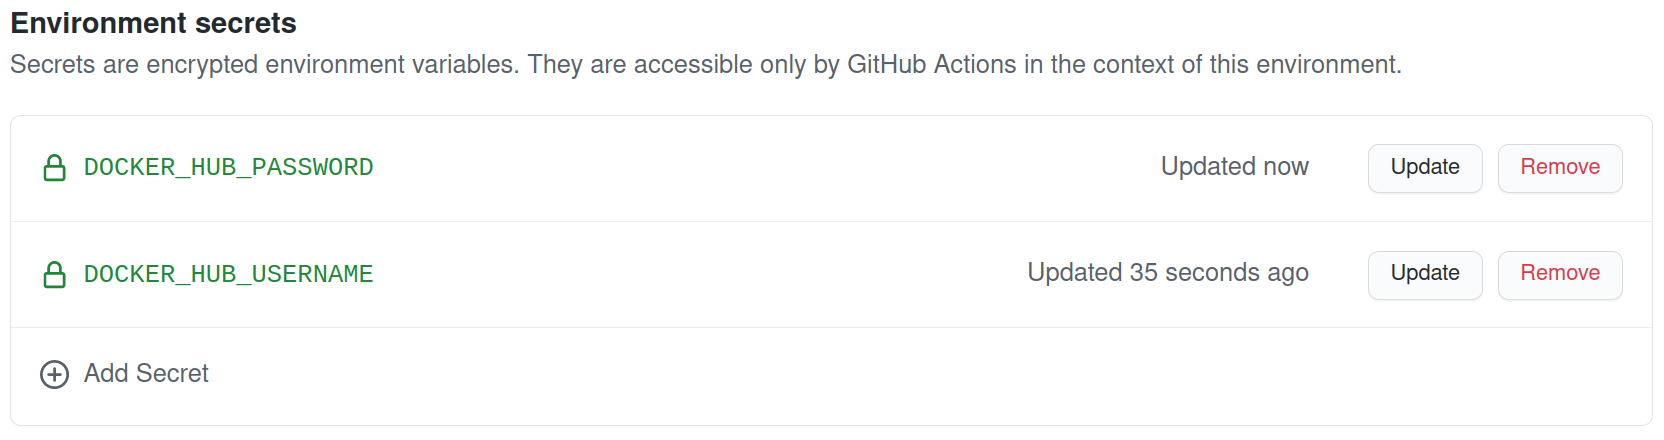 Environment secrets
Secrets are encrypted environment variables. They are accessible only by GitHub Actions in the context of this environment.
DOCKER_HUB_PASSWORD Updated now Update Remove
DOCKER_HUB_USERNAME Updated 35 seconds ago Update Remove
Add Secret